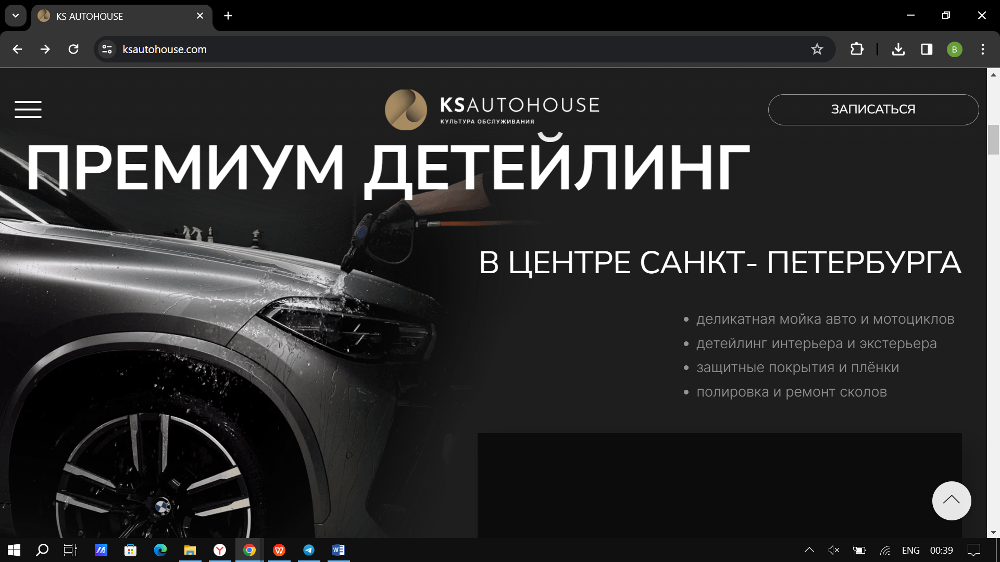 KS AUTOHOUSE
ksautohouse.com
B
KSAUTOHOUSE
КУЛЬТУРА ОБСЛУЖИВАНИЯ
ЗАПИСАТЬСЯ
ПРЕМИУМ ДЕТЕЙЛИНГ
В ЦЕНТРЕ САНКТ- ПЕТЕРБУРГА
• деликатная мойка авто и мотоциклов
• детейлинг интерьера и экстерьера
• защитные покрытия и плёнки
• полировка и ремонт сколов
ENG 00:39